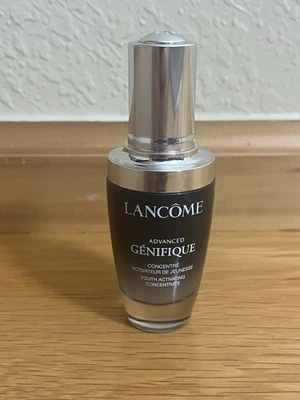 LANCÔME
ADVANCED
GÉNIFIQUE
CONCENTRÉ
ACTIVATEUR DE JEUNESSE
YOUTH ACTIVATING
CONCENTRATE